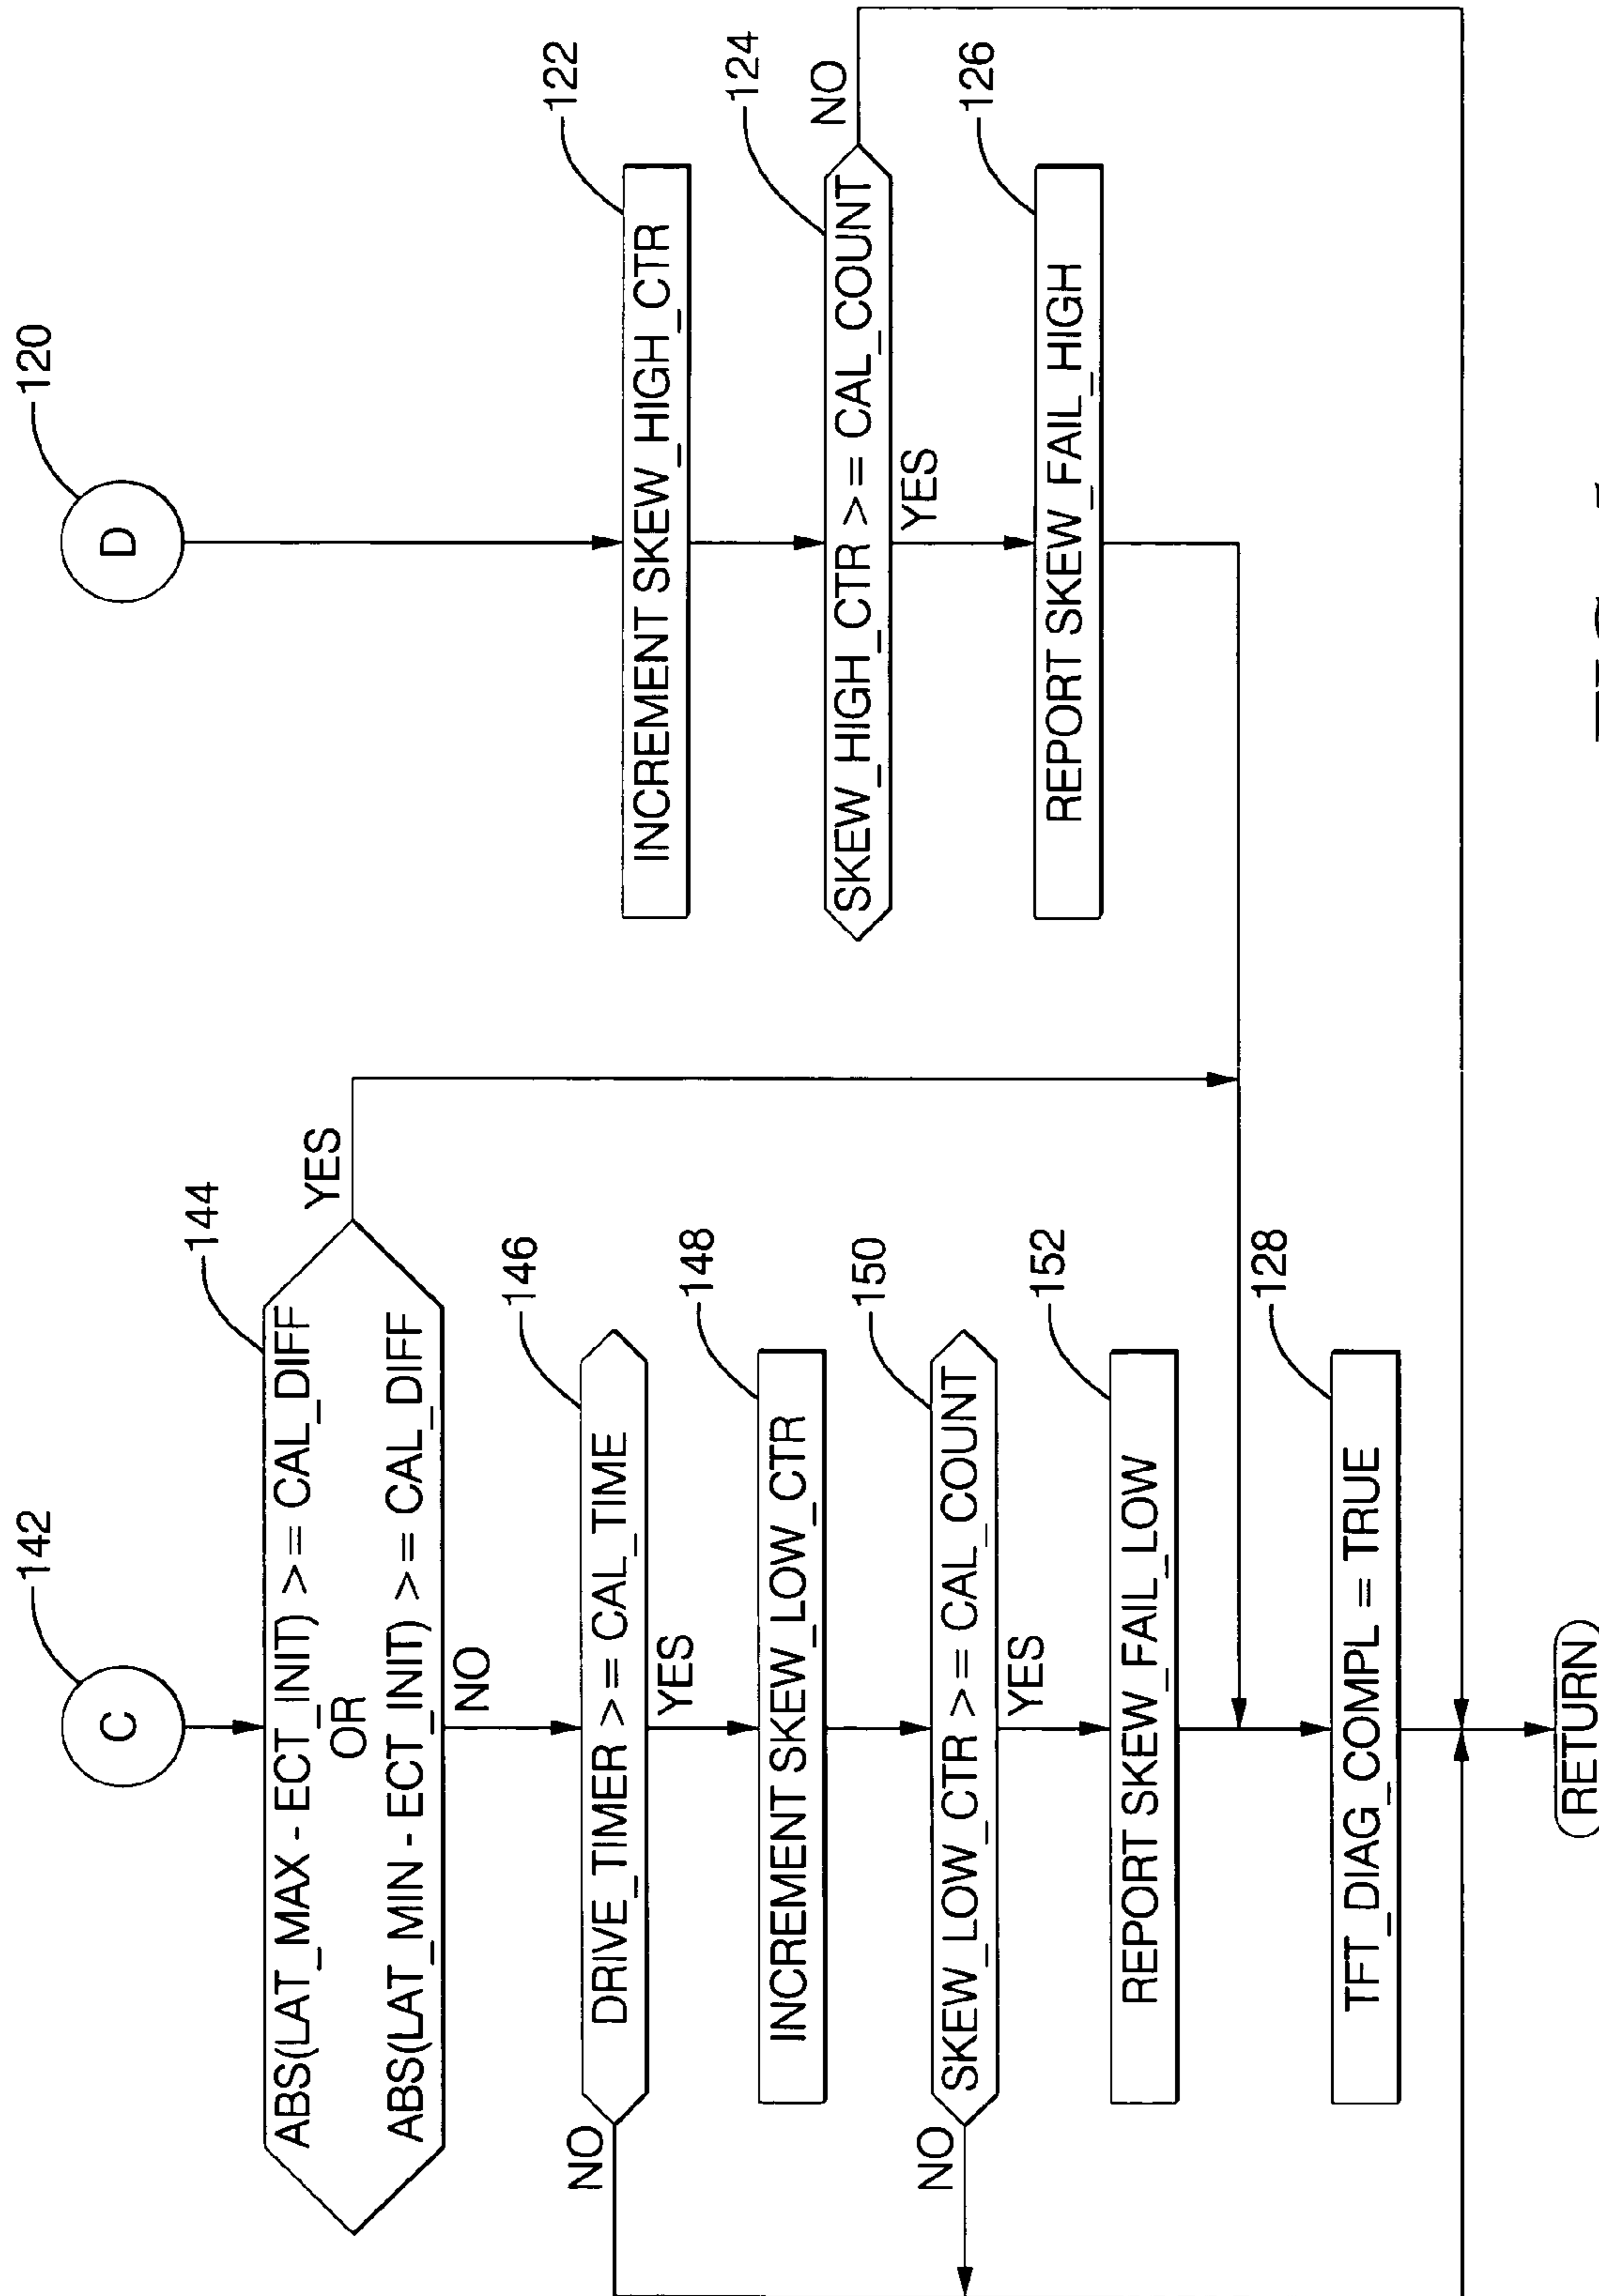 142
C
144
ABS(LAT_MAX - ECT_INIT) >= CAL_DIFF
OR
ABS(LAT_MIN - ECT_INIT) >= CAL_DIFF
YES
NO
146
DRIVE_TIMER >= CAL_TIME
NO
YES
148
INCREMENT SKEW_LOW_CTR
150
SKEW_LOW_CTR >= CAL_COUNT
NO
YES
152
REPORT SKEW_FAIL_LOW
128
TFT_DIAG_COMPL = TRUE
RETURN
120
D
122
INCREMENT SKEW_HIGH_CTR
124
SKEW_HIGH_CTR >= CAL_COUNT
NO
YES
126
REPORT SKEW_FAIL_HIGH